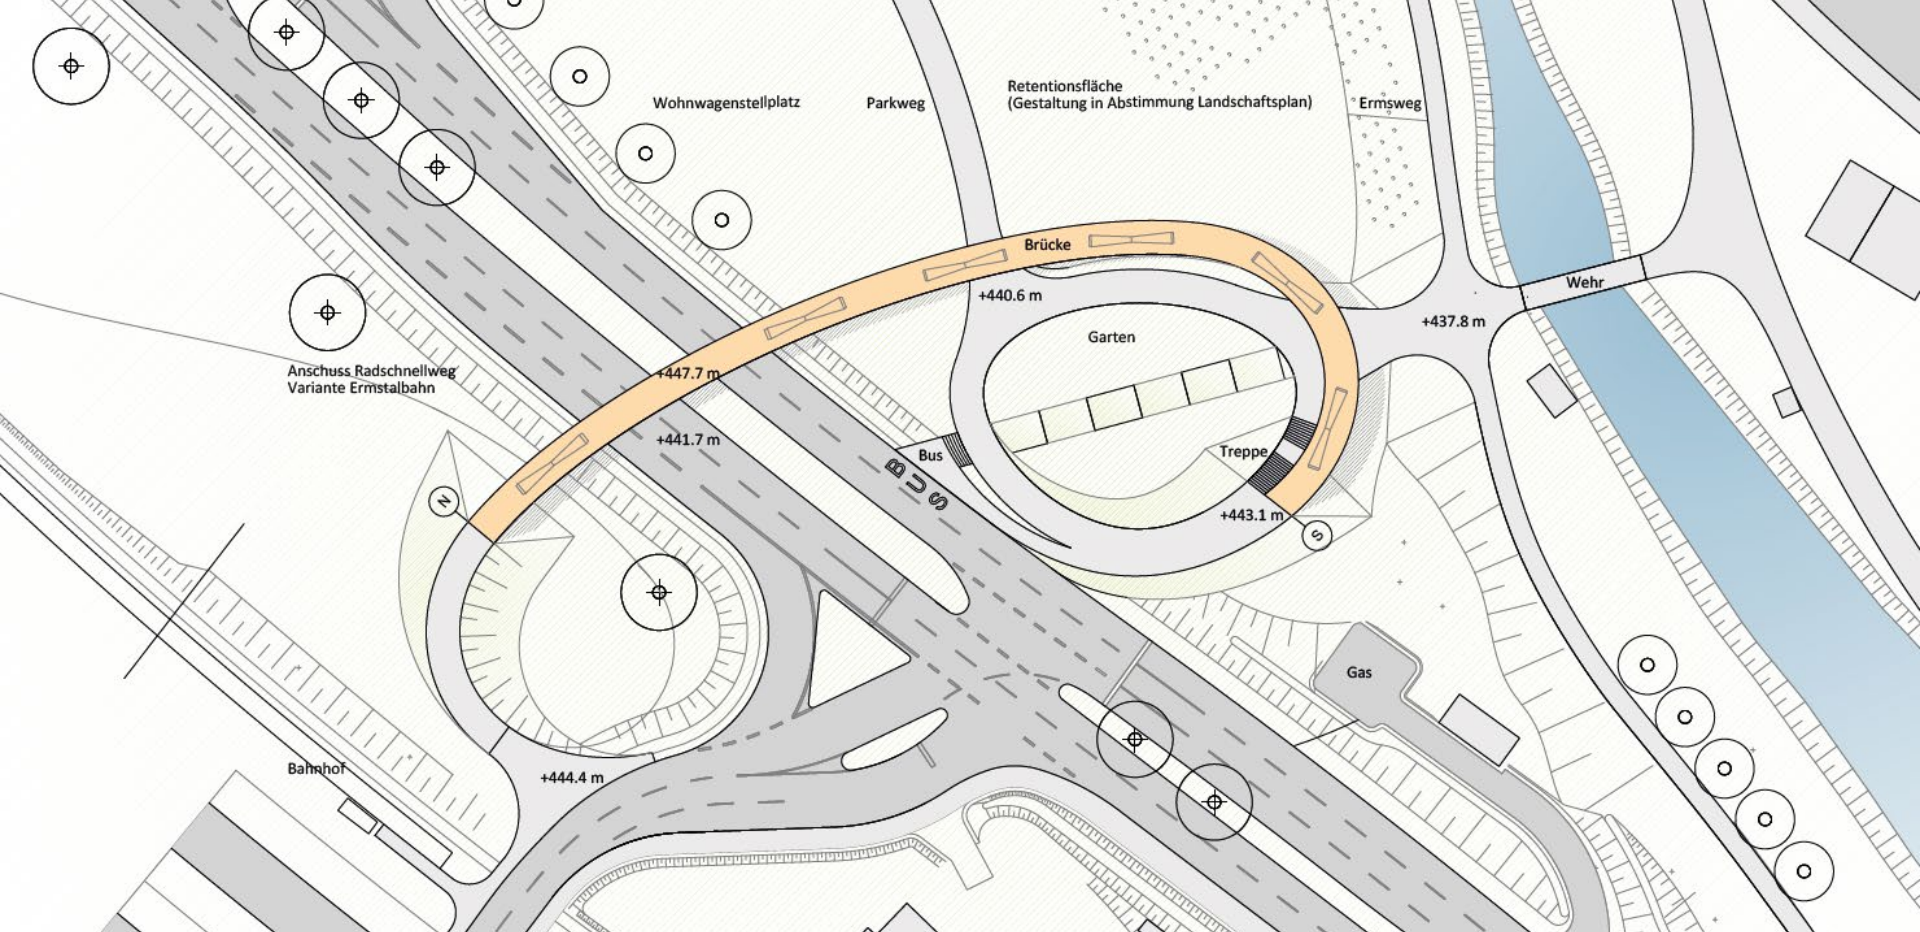 Wohnwagenstellplatz
Parkweg
Retentionsfläche
(Gestaltung in Abstimmung Landschaftsplan)
Ermsweg
Brücke
Wehr
+440.6 m
+437.8 m
Garten
Anschuss Radschnellweg
Variante Ermstalbahn
+447.7 m
+441.7 m
Bus
BUS
Treppe
N
+443.1 m
S
Gas
Bahnhof
+444.4 m